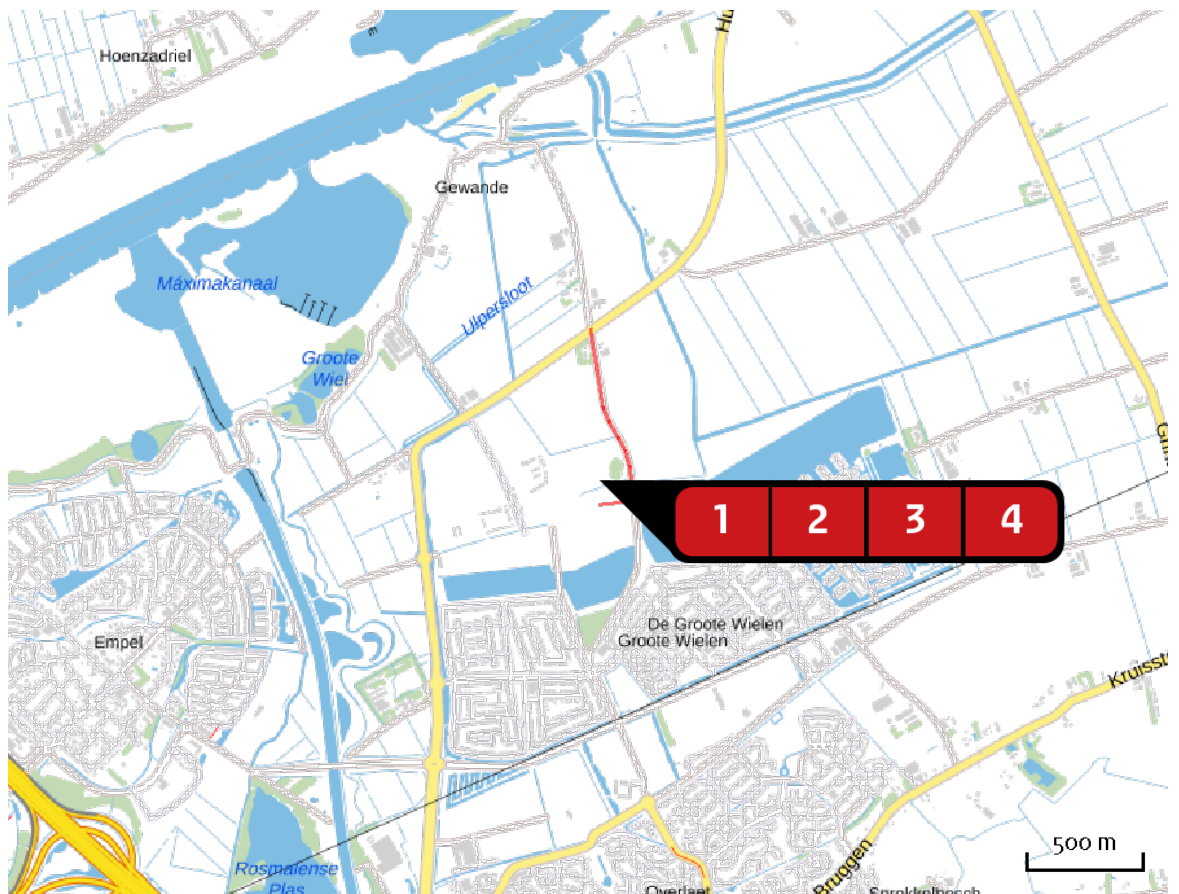 Hoenzadriel
Gewande
Máximakanaal
Ulpersloot
Groote
Wiel
1 2 3 4
De Groote Wielen
Groote Wielen
Empel
Kruisst
500 m
Bruggen
Rosmalense
Plas
Overlaet